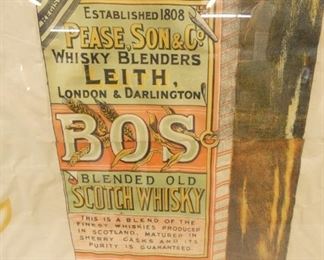 ESTABLISHED 1808
PEASE, SON & CO
WHISKY BLENDERS
LEITH,
LONDON & DARLINGTON
B.O.S.
BLENDED OLD
SCOTCH WHISKY
THIS IS A BLEND OF THE
FINEST WHISKIES PRODUCED
IN SCOTLAND, MATURED IN
SHERRY CASKS AND ITS
PURITY IS GUARANTEED.